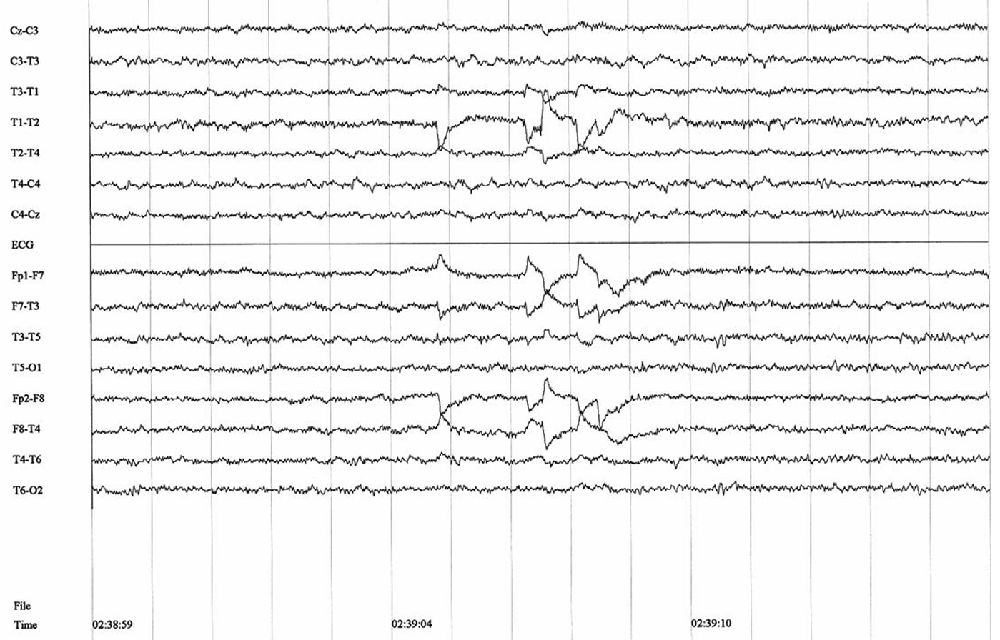 Cz-C3
C3-T3
T3-T1
T1-T2
T2-T4
T4-C4
C4-Cz
ECG
Fp1-F7
F7-T3
T3-T5
T5-O1
Fp2-F8
F8-T4
T4-T6
T6-O2
File
Time 02:38:59 02:39:04 02:39:10